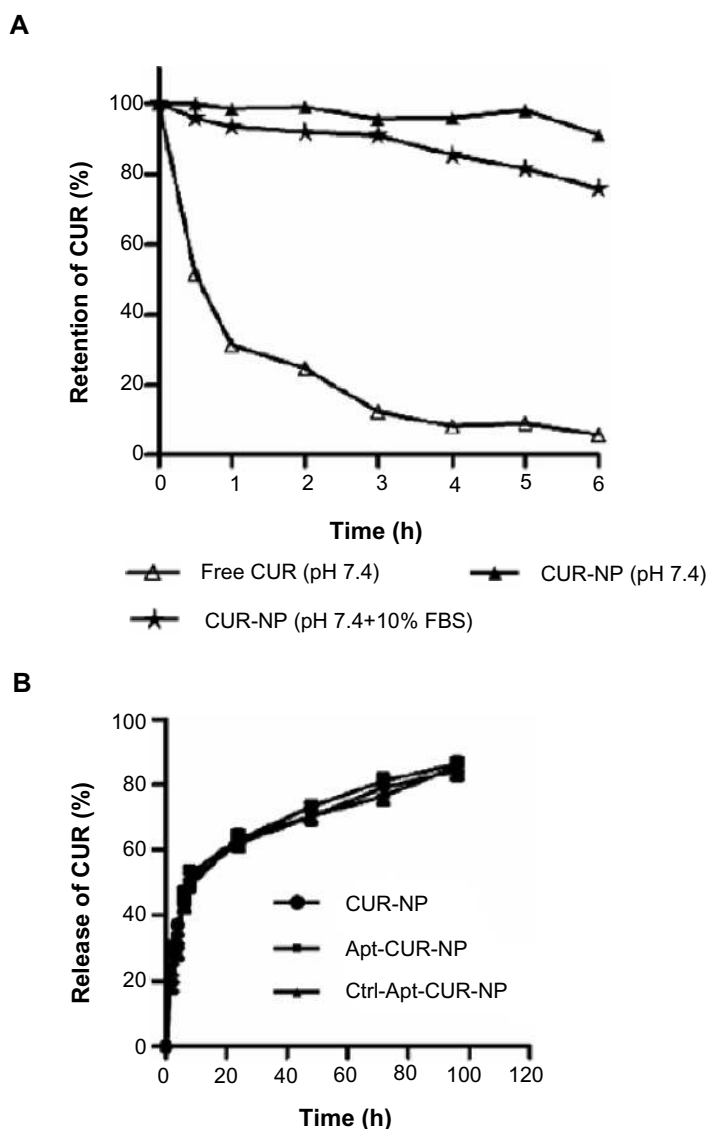 A
Retention of CUR (%)
100
80
60
40
20
0
0 1 2 3 4 5 6
Time (h)
Free CUR (pH 7.4) CUR-NP (pH 7.4)
CUR-NP (pH 7.4+10% FBS)
B
Release of CUR (%)
100
80
60
40
20
0
CUR-NP
Apt-CUR-NP
Ctrl-Apt-CUR-NP
0 20 40 60 80 100 120
Time (h)